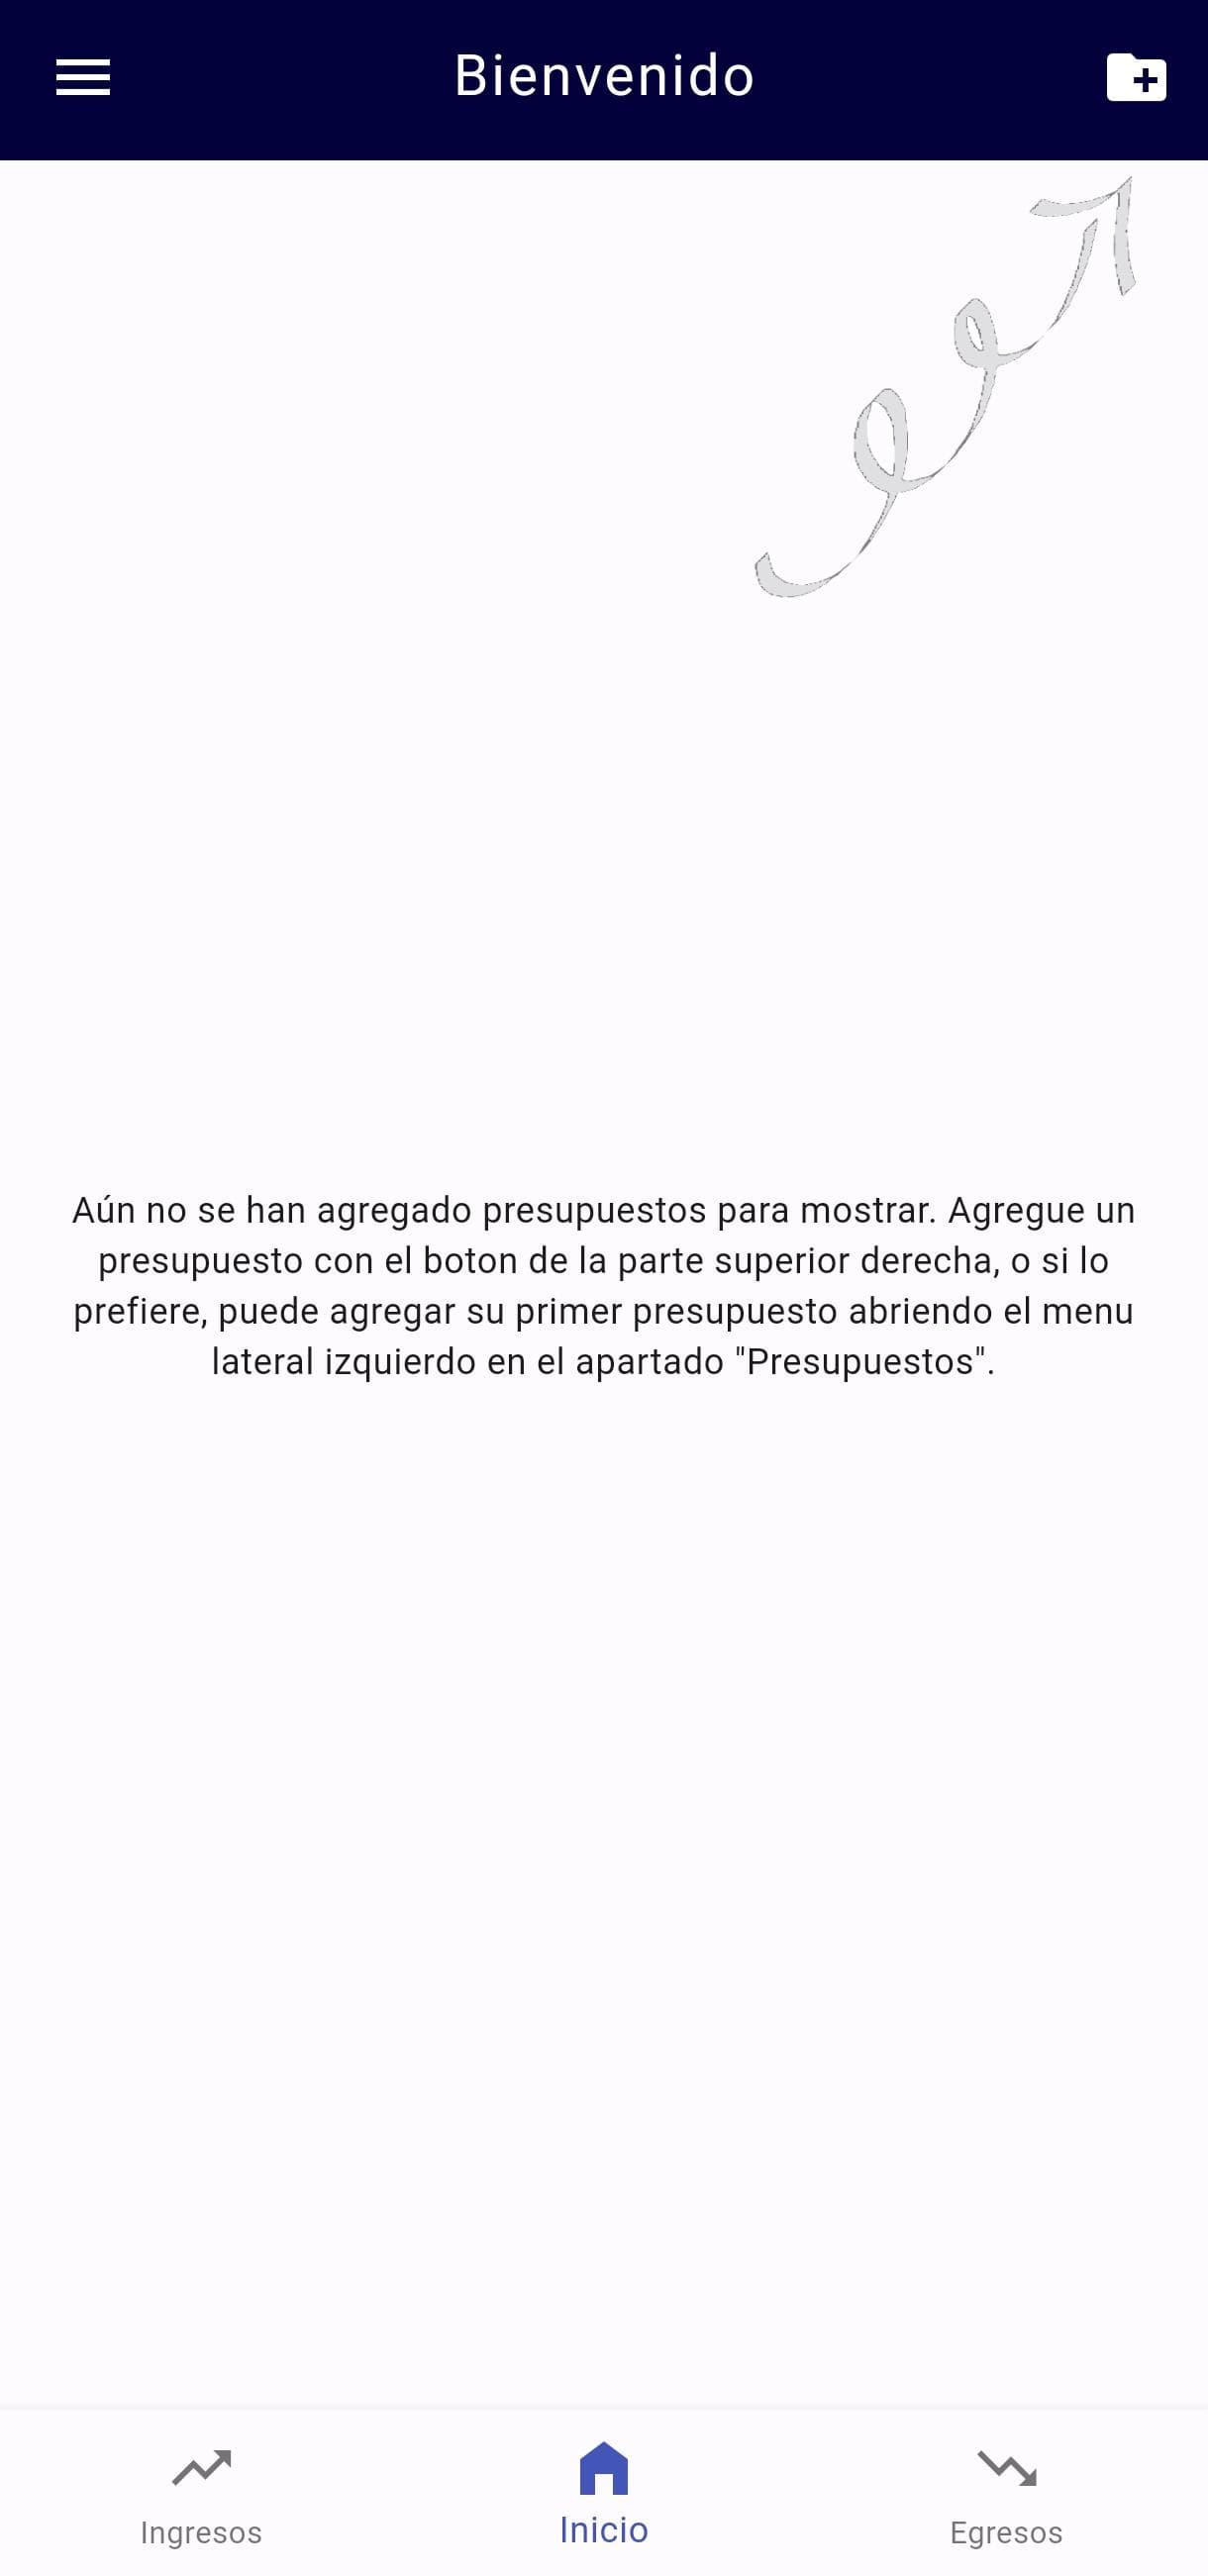 Bienvenido
Aún no se han agregado presupuestos para mostrar. Agregue un
presupuesto con el boton de la parte superior derecha, o si lo
prefiere, puede agregar su primer presupuesto abriendo el menu
lateral izquierdo en el apartado "Presupuestos".
Ingresos
Inicio
Egresos